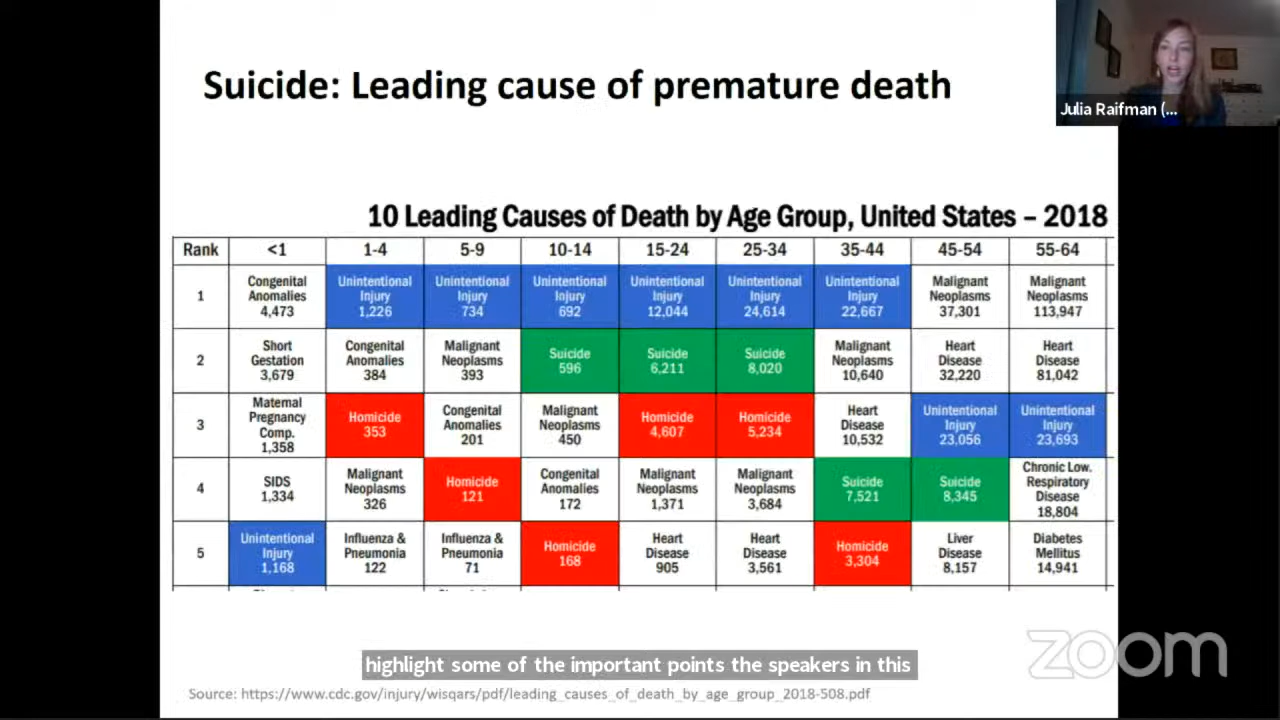 Suicide: Leading cause of premature death
Julia Raifman (...
10 Leading Causes of Death by Age Group, United States – 2018
Rank <1 1-4 5-9 10-14 15-24 25-34 35-44 45-54 55-64
1
Congenital
Anomalies
4,473
Unintentional
Injury
1,226
Unintentional
Injury
734
Unintentional
Injury
692
Unintentional
Injury
12,044
Unintentional
Injury
24,614
Unintentional
Injury
22,667
Malignant
Neoplasms
37,301
Malignant
Neoplasms
113,947
2
Short
Gestation
3,679
Congenital
Anomalies
384
Malignant
Neoplasms
393
Suicide
596
Suicide
6,211
Suicide
8,020
Malignant
Neoplasms
10,640
Heart
Disease
32,220
Heart
Disease
81,042
3
Maternal
Pregnancy
Comp.
1,358
Homicide
353
Congenital
Anomalies
201
Malignant
Neoplasms
450
Homicide
4,607
Homicide
5,234
Heart
Disease
10,532
Unintentional
Injury
23,056
Unintentional
Injury
23,693
4
SIDS
1,334
Malignant
Neoplasms
326
Homicide
121
Congenital
Anomalies
172
Malignant
Neoplasms
1,371
Malignant
Neoplasms
3,684
Suicide
7,521
Suicide
8,345
Chronic Low.
Respiratory
Disease
18,804
5
Unintentional
Injury
1,168
Influenza &
Pneumonia
122
Influenza &
Pneumonia
71
Homicide
168
Heart
Disease
905
Heart
Disease
3,561
Homicide
3,304
Liver
Disease
8,157
Diabetes
Mellitus
14,941
highlight some of the important points the speakers in this
Source: https://www.cdc.gov/injury/wisqars/pdf/leading_causes_of_death_by_age_group_2018-508.pdf
zoom